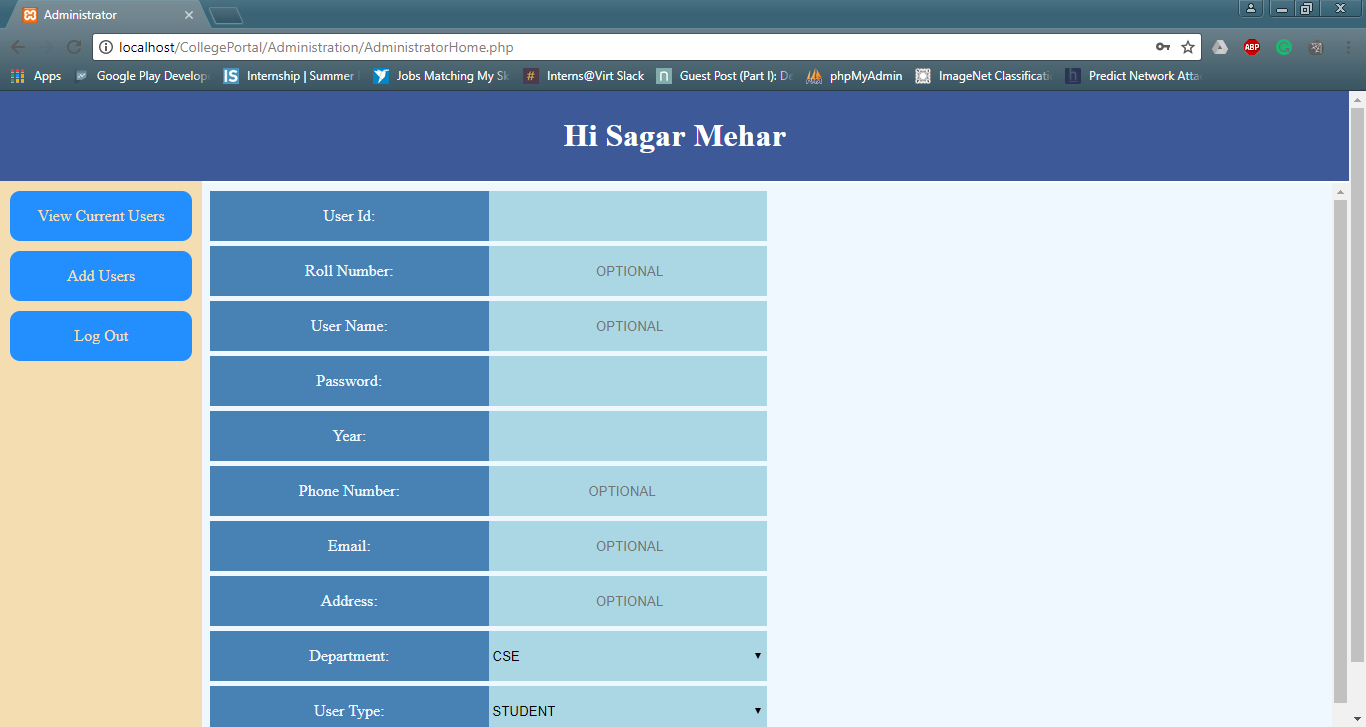 Administrator
localhost/CollegePortal/Administration/AdministratorHome.php
Apps Google Play Develop IS Internship | Summer Jobs Matching My Sk # Interns@Virt Slack n Guest Post (Part I): De phpMyAdmin ImageNet Classificati h Predict Network Atta
ABP
Hi Sagar Mehar
View Current Users
Add Users
Log Out
User Id:
Roll Number: OPTIONAL
User Name: OPTIONAL
Password:
Year:
Phone Number: OPTIONAL
Email: OPTIONAL
Address: OPTIONAL
Department: CSE
User Type: STUDENT